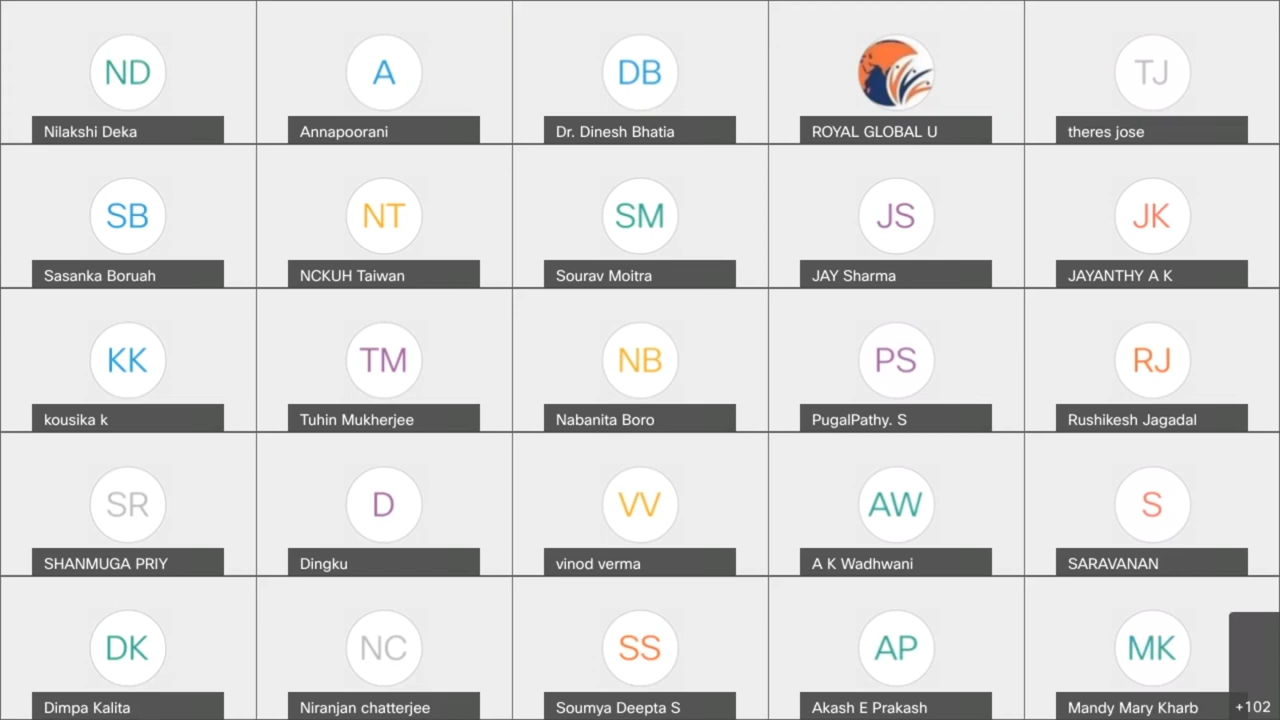 ND
A
DB
TJ
Nilakshi Deka
Annapoorani
Dr. Dinesh Bhatia
ROYAL GLOBAL U
theres jose
SB
NT
SM
JS
JK
Sasanka Boruah
NCKUH Taiwan
Sourav Moitra
JAY Sharma
JAYANTHY A K
KK
TM
NB
PS
RJ
kousika k
Tuhin Mukherjee
Nabanita Boro
PugalPathy. S
Rushikesh Jagadal
SR
D
VV
AW
S
SHANMUGA PRIY
Dingku
vinod verma
A K Wadhwani
SARAVANAN
DK
NC
SS
AP
MK
Dimpa Kalita
Niranjan chatterjee
Soumya Deepta S
Akash E Prakash
Mandy Mary Kharb
+102